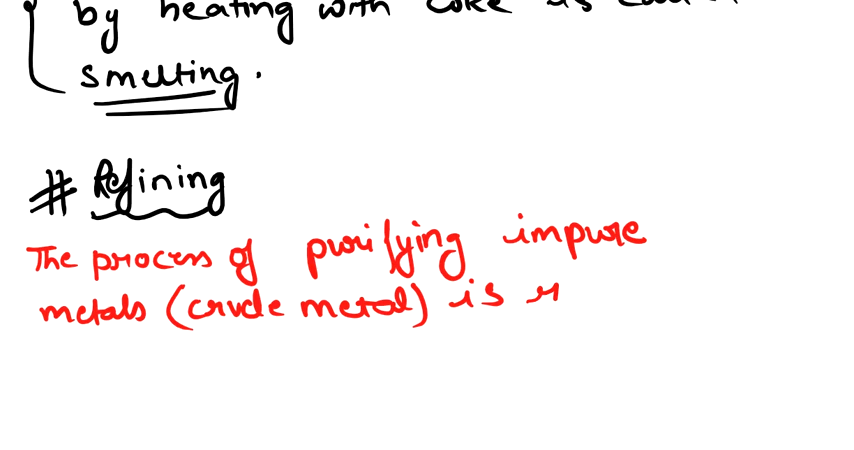 by heating with coke is
smelting.
# Refining
The process of purifying impure
metals (crude metal) is r